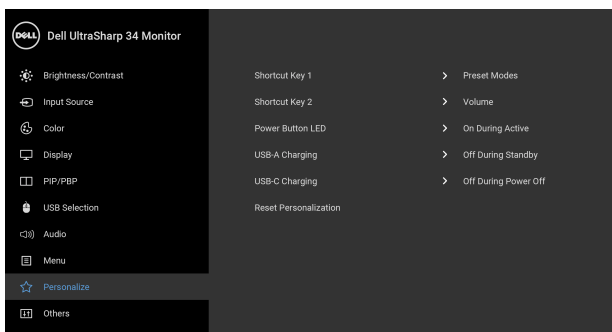 DELL Dell UltraSharp 34 Monitor
Brightness/Contrast
Input Source
Color
Display
PIP/PBP
USB Selection
Audio
Menu
Personalize
Others
Shortcut Key 1 > Preset Modes
Shortcut Key 2 > Volume
Power Button LED > On During Active
USB-A Charging > Off During Standby
USB-C Charging > Off During Power Off
Reset Personalization